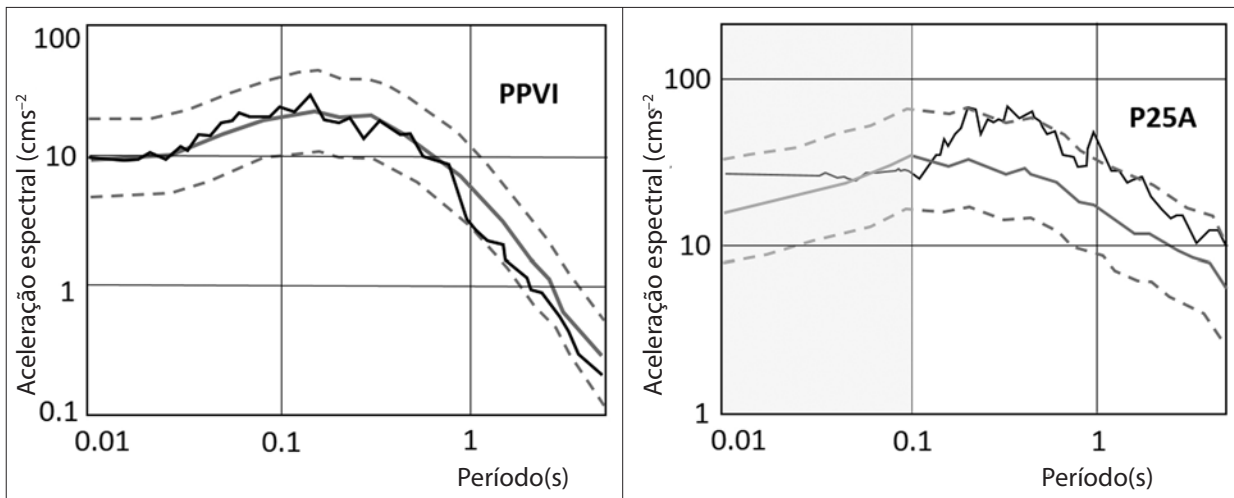 Aceleração espectral (cms⁻²)
100
10
1
0.1
PPVI
0.01
0.1
1
Período(s)
Aceleração espectral (cms⁻²)
100
10
1
P25A
0.01
0.1
1
Período(s)